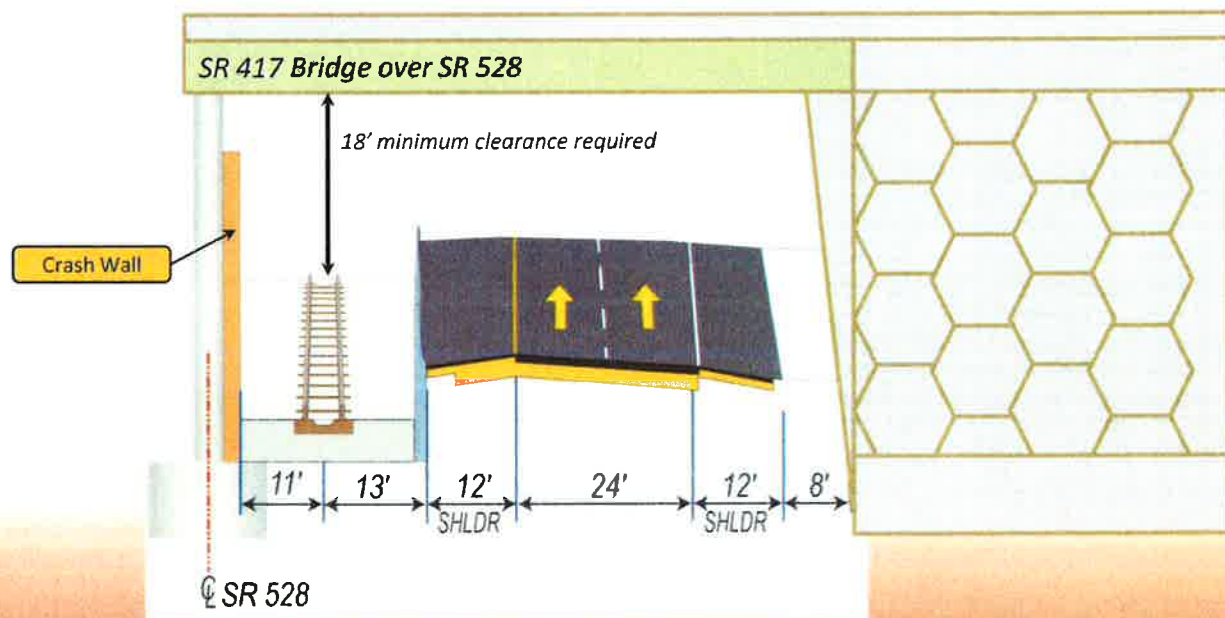 SR 417 Bridge over SR 528
18' minimum clearance required
Crash Wall
11'
13'
12'
24'
12'
8'
SHLDR
SHLDR
℄ SR 528